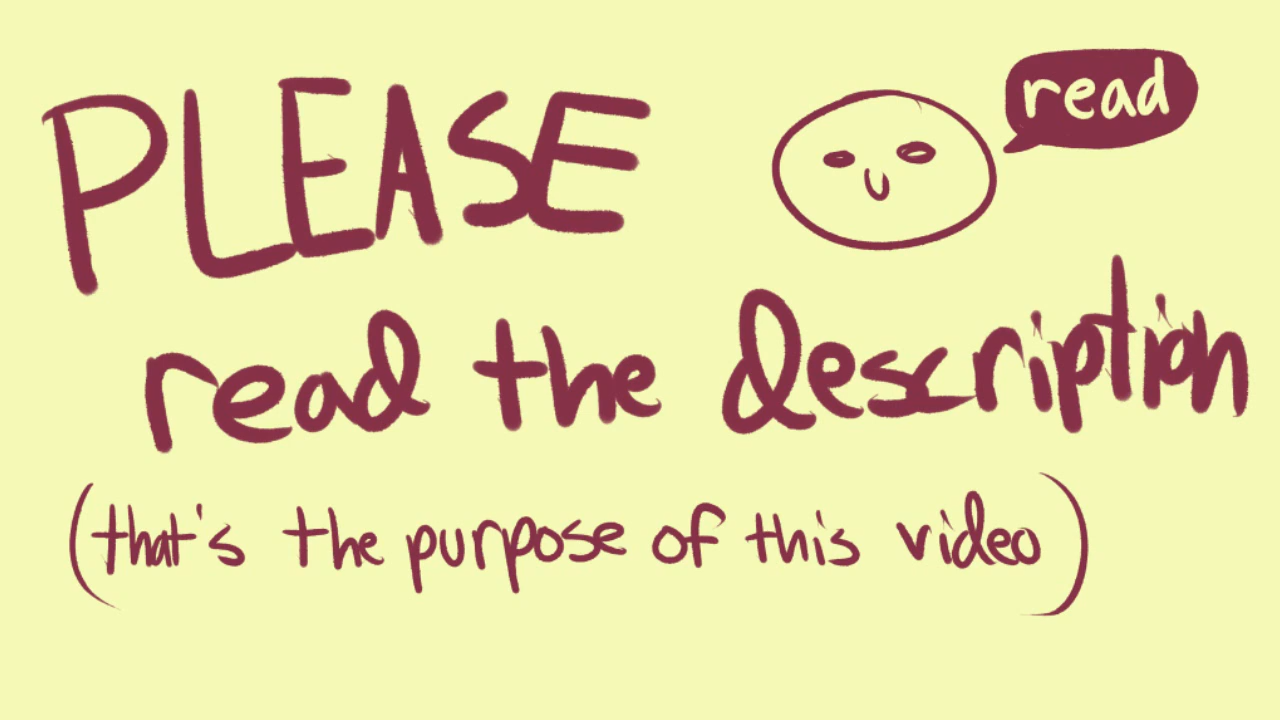 PLEASE
read
read the description
(that's the purpose of this video)